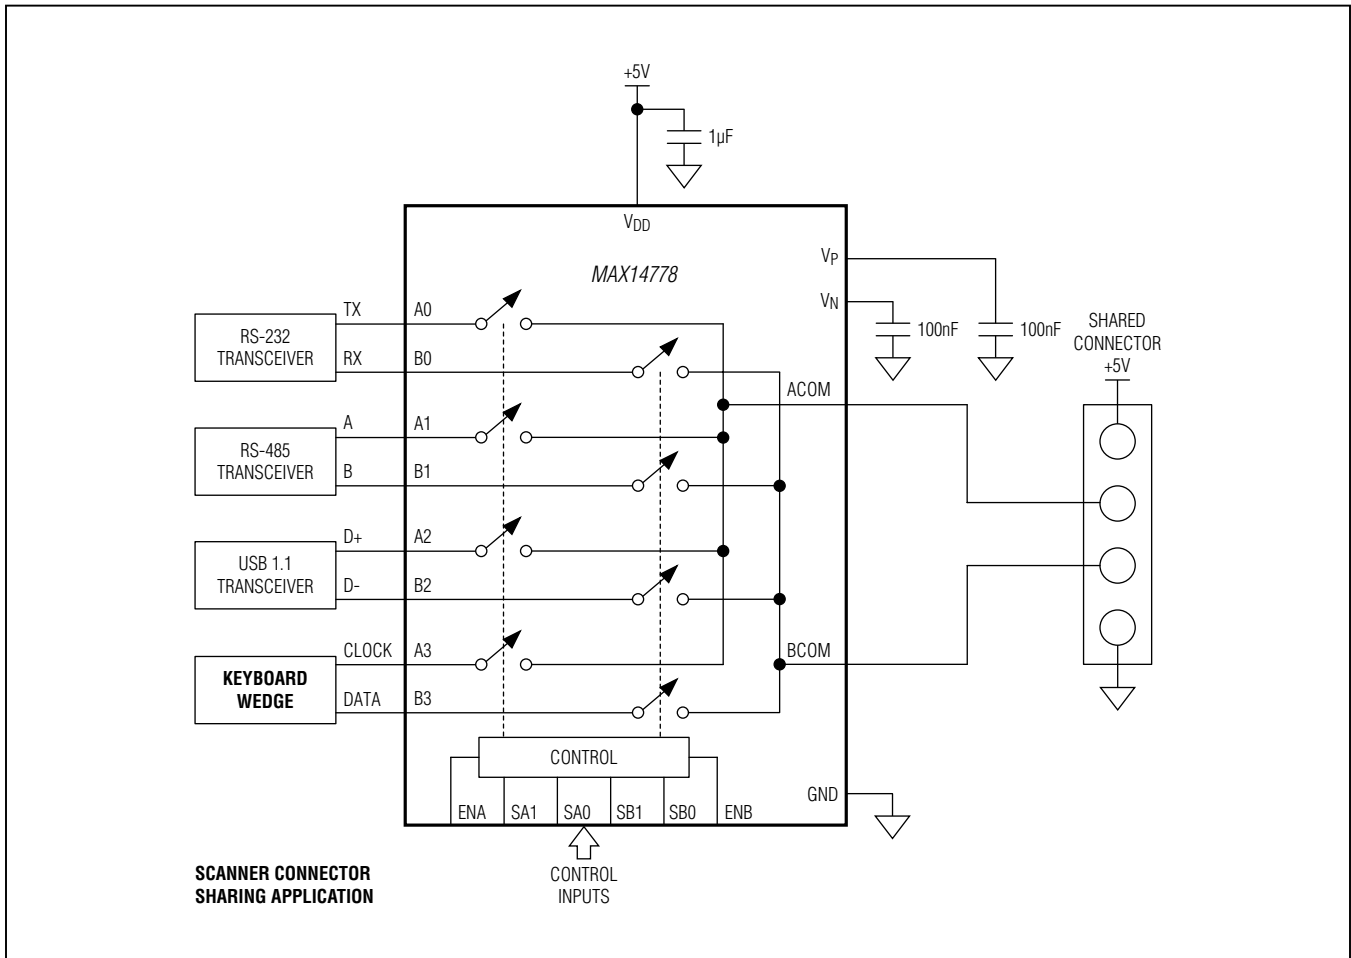 +5V
1µF
VDD
MAX14778
VP
VN
100nF
100nF
SHARED
CONNECTOR
+5V
RS-232
TRANSCEIVER
TX
A0
RX
B0
ACOM
RS-485
TRANSCEIVER
A
A1
B
B1
USB 1.1
TRANSCEIVER
D+
A2
D-
B2
KEYBOARD
WEDGE
CLOCK
A3
DATA
B3
BCOM
CONTROL
GND
ENA
SA1
SA0
SB1
SB0
ENB
CONTROL
INPUTS
SCANNER CONNECTOR
SHARING APPLICATION